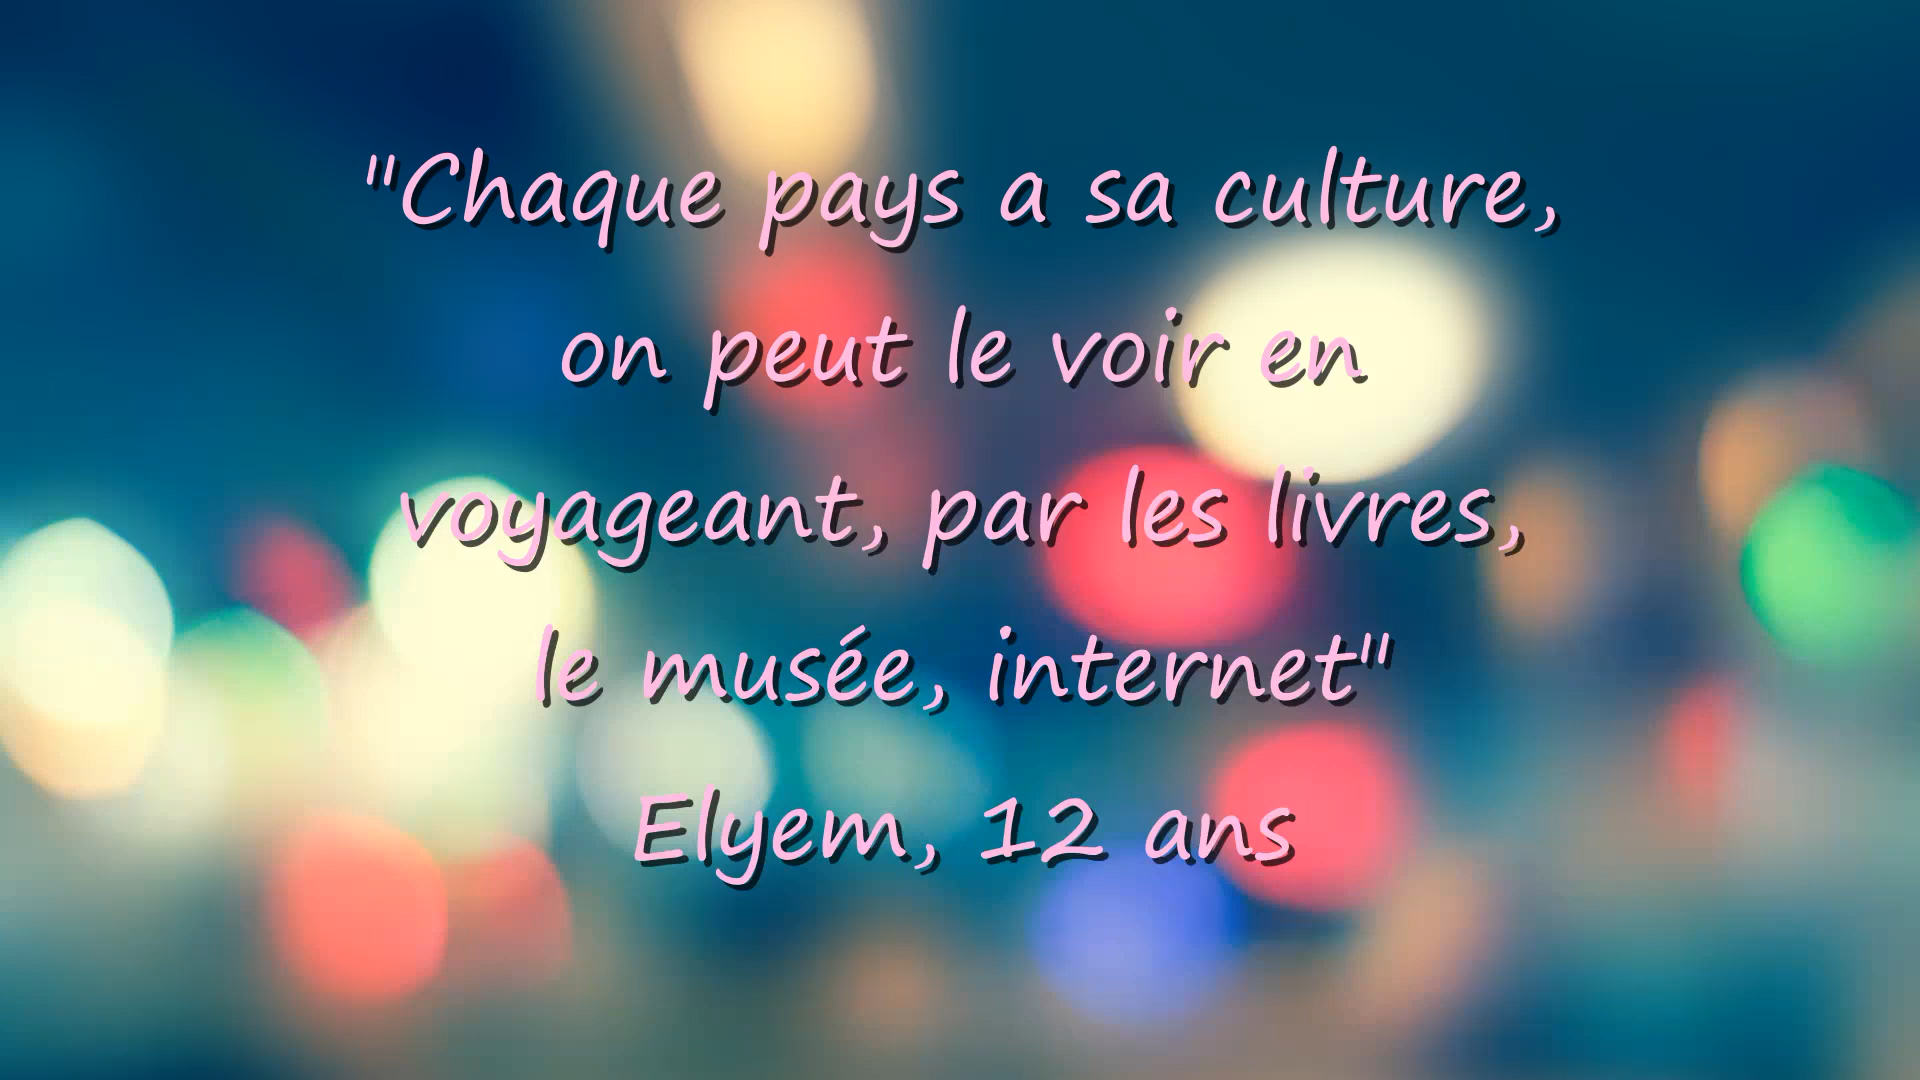 "Chaque pays a sa culture,
on peut le voir en
voyageant, par les livres,
le musée, internet"
Elyem, 12 ans